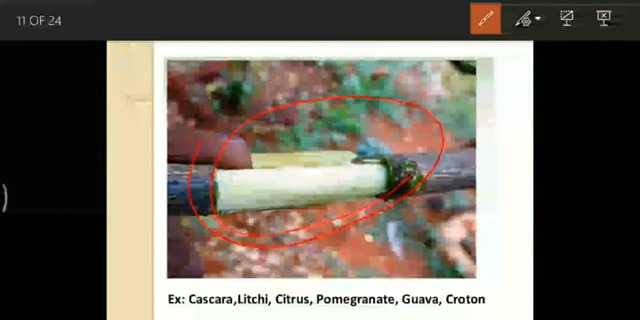 11 OF 24
Ex: Cascara,Litchi, Citrus, Pomegranate, Guava, Croton